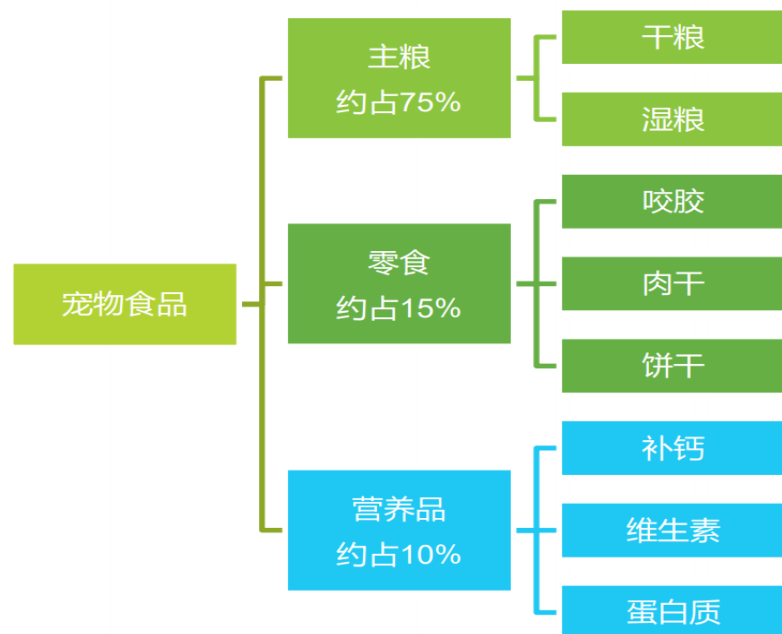 宠物食品
主粮
约占75%
干粮
湿粮
零食
约占15%
咬胶
肉干
饼干
营养品
约占10%
补钙
维生素
蛋白质